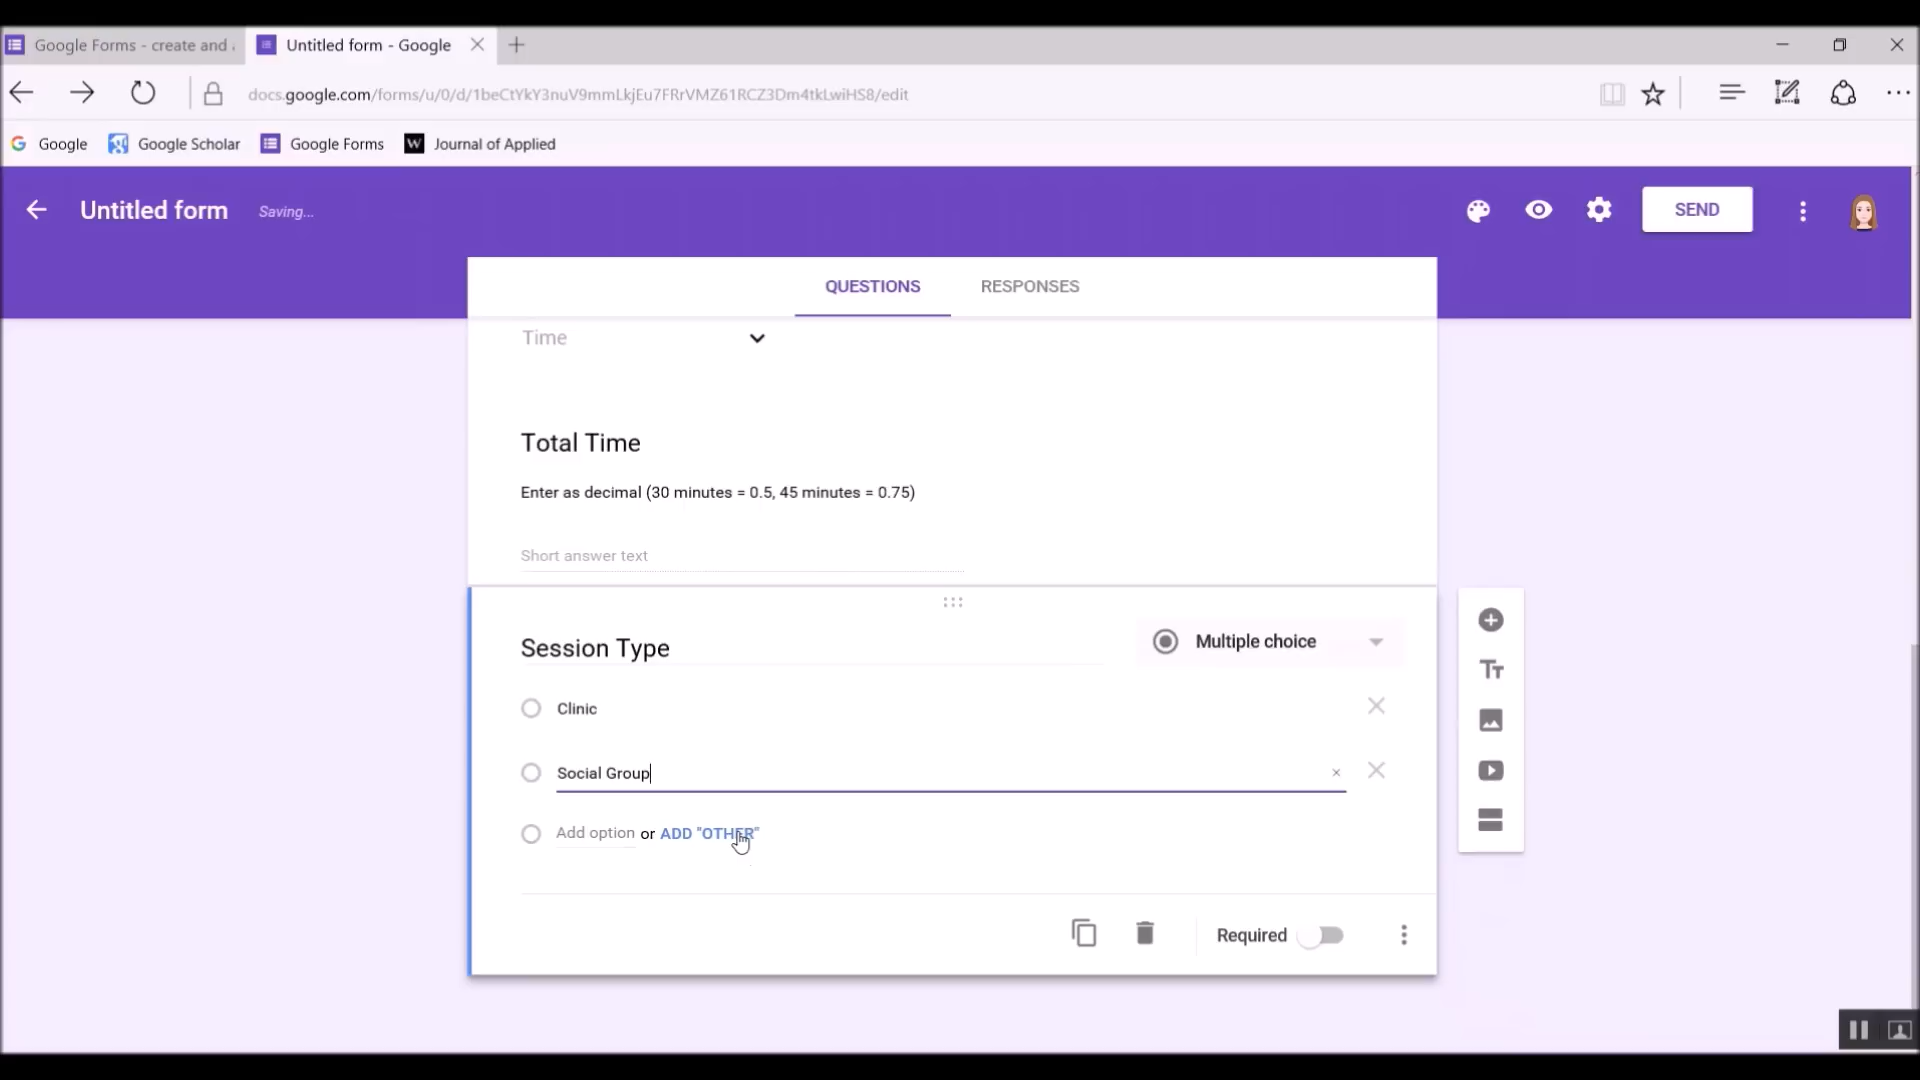 Google Forms - create and
Untitled form - Google
docs.google.com/forms/u/0/d/1beCtYkY3nuV9mmLkjEu7FRrVMZ61RCZ3Dm4tkLwiHS8/edit
Google
Google Scholar
Google Forms
W
Journal of Applied
Untitled form
Saving...
SEND
QUESTIONS
RESPONSES
Time
Total Time
Enter as decimal (30 minutes = 0.5, 45 minutes = 0.75)
Short answer text
Session Type
Multiple choice
Clinic
Social Group
Add option or ADD "OTHER"
Required